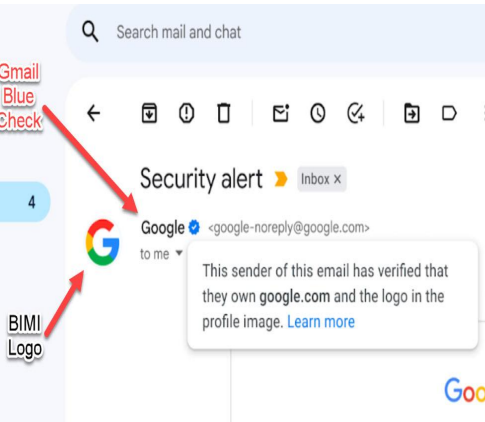 Search mail and chat
Gmail
Blue
Check
Security alert
Inbox ×
4
Google <google-noreply@google.com>
to me
This sender of this email has verified that
they own google.com and the logo in the
profile image. Learn more
BIMI
Logo